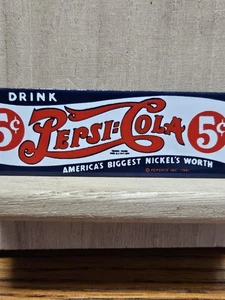 DRINK
5¢ PEPSI=COLA 5¢
AMERICA'S BIGGEST NICKEL'S WORTH